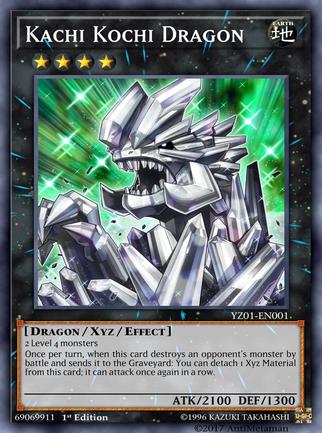 KACHI KOCHI DRAGON
EARTH
地
YZ01-EN001
[DRAGON / XYZ / EFFECT]
2 Level 4 monsters
Once per turn, when this card destroys an opponent's monster by
battle and sends it to the Graveyard: You can detach 1 Xyz Material
from this card; it can attack once again in a row.
ATK/2100 DEF/1300
69069911 1st Edition ©1996 KAZUKI TAKAHASHI
©2017 AntiMetaman